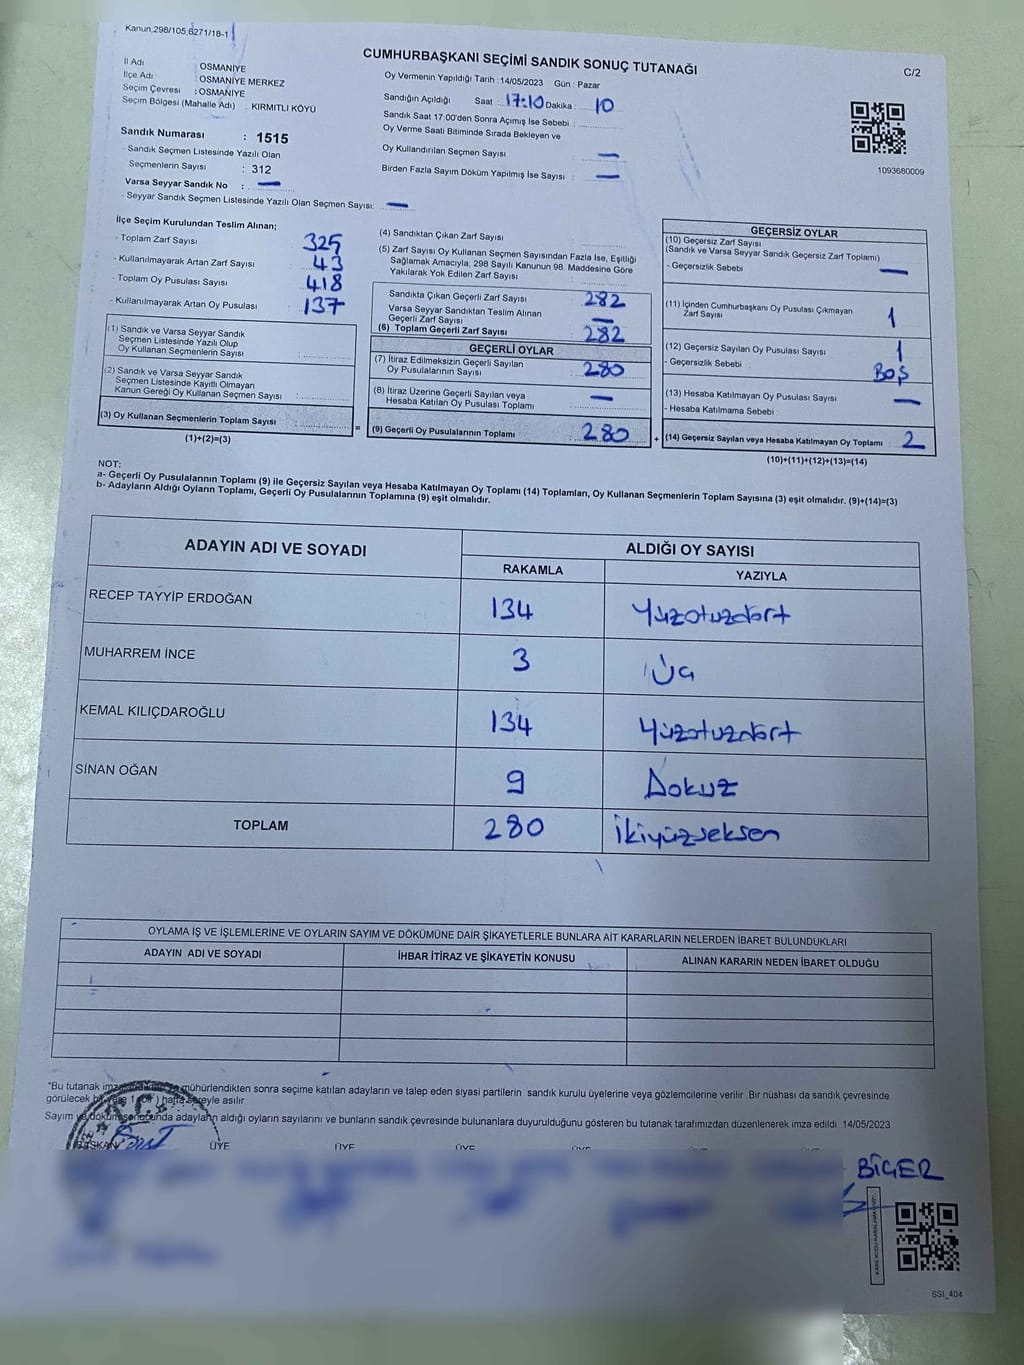 Kanun,298/105,6271/18-1
CUMHURBAŞKANI SEÇİMİ SANDIK SONUÇ TUTANAĞI
C/2
İl Adı OSMANİYE
İlçe Adı OSMANİYE MERKEZ
Seçim Çevresi : OSMANİYE
Seçim Bölgesi (Mahalle Adı) . KIRMITLI KÖYÜ
Sandık Numarası : 1515
Sandık Seçmen Listesinde Yazılı Olan
Seçmenlerin Sayısı : 312
Varsa Seyyar Sandık No : —
- Seyyar Sandık Seçmen Listesinde Yazılı Olan Seçmen Sayısı: —
Oy Vermenin Yapıldığı Tarih : 14/05/2023 Gün : Pazar
Sandığın Açıldığı Saat : 17:10 Dakika : 10
Sandık Saat 17.00'den Sonra Açımış İse Sebebi :
Oy Verme Saati Bitiminde Sırada Bekleyen ve
Oy Kullandırılan Seçmen Sayısı : —
Birden Fazla Sayım Döküm Yapılmış İse Sayısı : —
1093680009
İlçe Seçim Kurulundan Teslim Alınan;
- Toplam Zarf Sayısı 325
- Kullanılmayarak Artan Zarf Sayısı 43
- Toplam Oy Pusulası Sayısı 418
- Kullanılmayarak Artan Oy Pusulası 137
(1) Sandık ve Varsa Seyyar Sandık
Seçmen Listesinde Yazılı Olup
Oy Kullanan Seçmenlerin Sayısı :
(2) Sandık ve Varsa Seyyar Sandık
Seçmen Listesinde Kayıtlı Olmayan
Kanun Gereği Oy Kullanan Seçmen Sayısı :
(3) Oy Kullanan Seçmenlerin Toplam Sayısı :
(1)+(2)=(3)
=
(4) Sandıktan Çıkan Zarf Sayısı :
(5) Zarf Sayısı Oy Kullanan Seçmen Sayısından Fazla İse, Eşitliği
Sağlamak Amacıyla, 298 Sayılı Kanunun 98. Maddesine Göre
Yakılarak Yok Edilen Zarf Sayısı :
Sandıkta Çıkan Geçerli Zarf Sayısı : 282
Varsa Seyyar Sandıktan Teslim Alınan
Geçerli Zarf Sayısı : —
(6) Toplam Geçerli Zarf Sayısı : 282
GEÇERLİ OYLAR
(7) İtiraz Edilmeksizin Geçerli Sayılan
Oy Pusulalarının Sayısı : 280
(8) İtiraz Üzerine Geçerli Sayılan veya
Hesaba Katılan Oy Pusulası Toplamı : —
(9) Geçerli Oy Pusulalarının Toplamı : 280
+
GEÇERSİZ OYLAR
(10) Geçersiz Zarf Sayısı
(Sandık ve Varsa Seyyar Sandık Geçersiz Zarf Toplamı)
- Geçersizlik Sebebi : —
(11) İçinden Cumhurbaşkanı Oy Pusulası Çıkmayan
Zarf Sayısı 1
(12) Geçersiz Sayılan Oy Pusulası Sayısı 1
- Geçersizlik Sebebi : BOŞ
(13) Hesaba Katılmayan Oy Pusulası Sayısı —
- Hesaba Katılmama Sebebi :
(14) Geçersiz Sayılan veya Hesaba Katılmayan Oy Toplamı : 2
(10)+(11)+(12)+(13)=(14)
NOT:
a- Geçerli Oy Pusulalarının Toplamı (9) ile Geçersiz Sayılan veya Hesaba Katılmayan Oy Toplamı (14) Toplamları, Oy Kullanan Seçmenlerin Toplam Sayısına (3) eşit olmalıdır. (9)+(14)=(3)
b- Adayların Aldığı Oyların Toplamı, Geçerli Oy Pusulalarının Toplamına (9) eşit olmalıdır.
ADAYIN ADI VE SOYADI
ALDIĞI OY SAYISI
RAKAMLA YAZIYLA
RECEP TAYYİP ERDOĞAN 134 Yüzotuzdört
MUHARREM İNCE 3 Üç
KEMAL KILIÇDAROĞLU 134 Yüzotuzdört
SİNAN OĞAN 9 Dokuz
TOPLAM 280 İkiyüzseksen
OYLAMA İŞ VE İŞLEMLERİNE VE OYLARIN SAYIM VE DÖKÜMÜNE DAİR ŞİKAYETLERLE BUNLARA AİT KARARLARIN NELERDEN İBARET BULUNDUKLARI
ADAYIN ADI VE SOYADI İHBAR İTİRAZ VE ŞİKAYETİN KONUSU ALINAN KARARIN NEDEN İBARET OLDUĞU
*Bu tutanak mühürlendikten sonra seçime katılan adayların ve talep eden siyasi partilerin sandık kurulu üyelerine veya gözlemcilerine verilir. Bir nüshası da sandık çevresinde
görülecek hafta süreyle asılır.
Sayım ve döküm sonucunda adayların aldığı oyların sayılarını ve bunların sandık çevresinde bulunanlara duyurulduğunu gösteren bu tutanak tarafımızdan düzenlenerek imza edildi. 14/05/2023
BAŞKAN ÜYE ÜYE ÜYE ÜYE
BİÇER
SSI_404